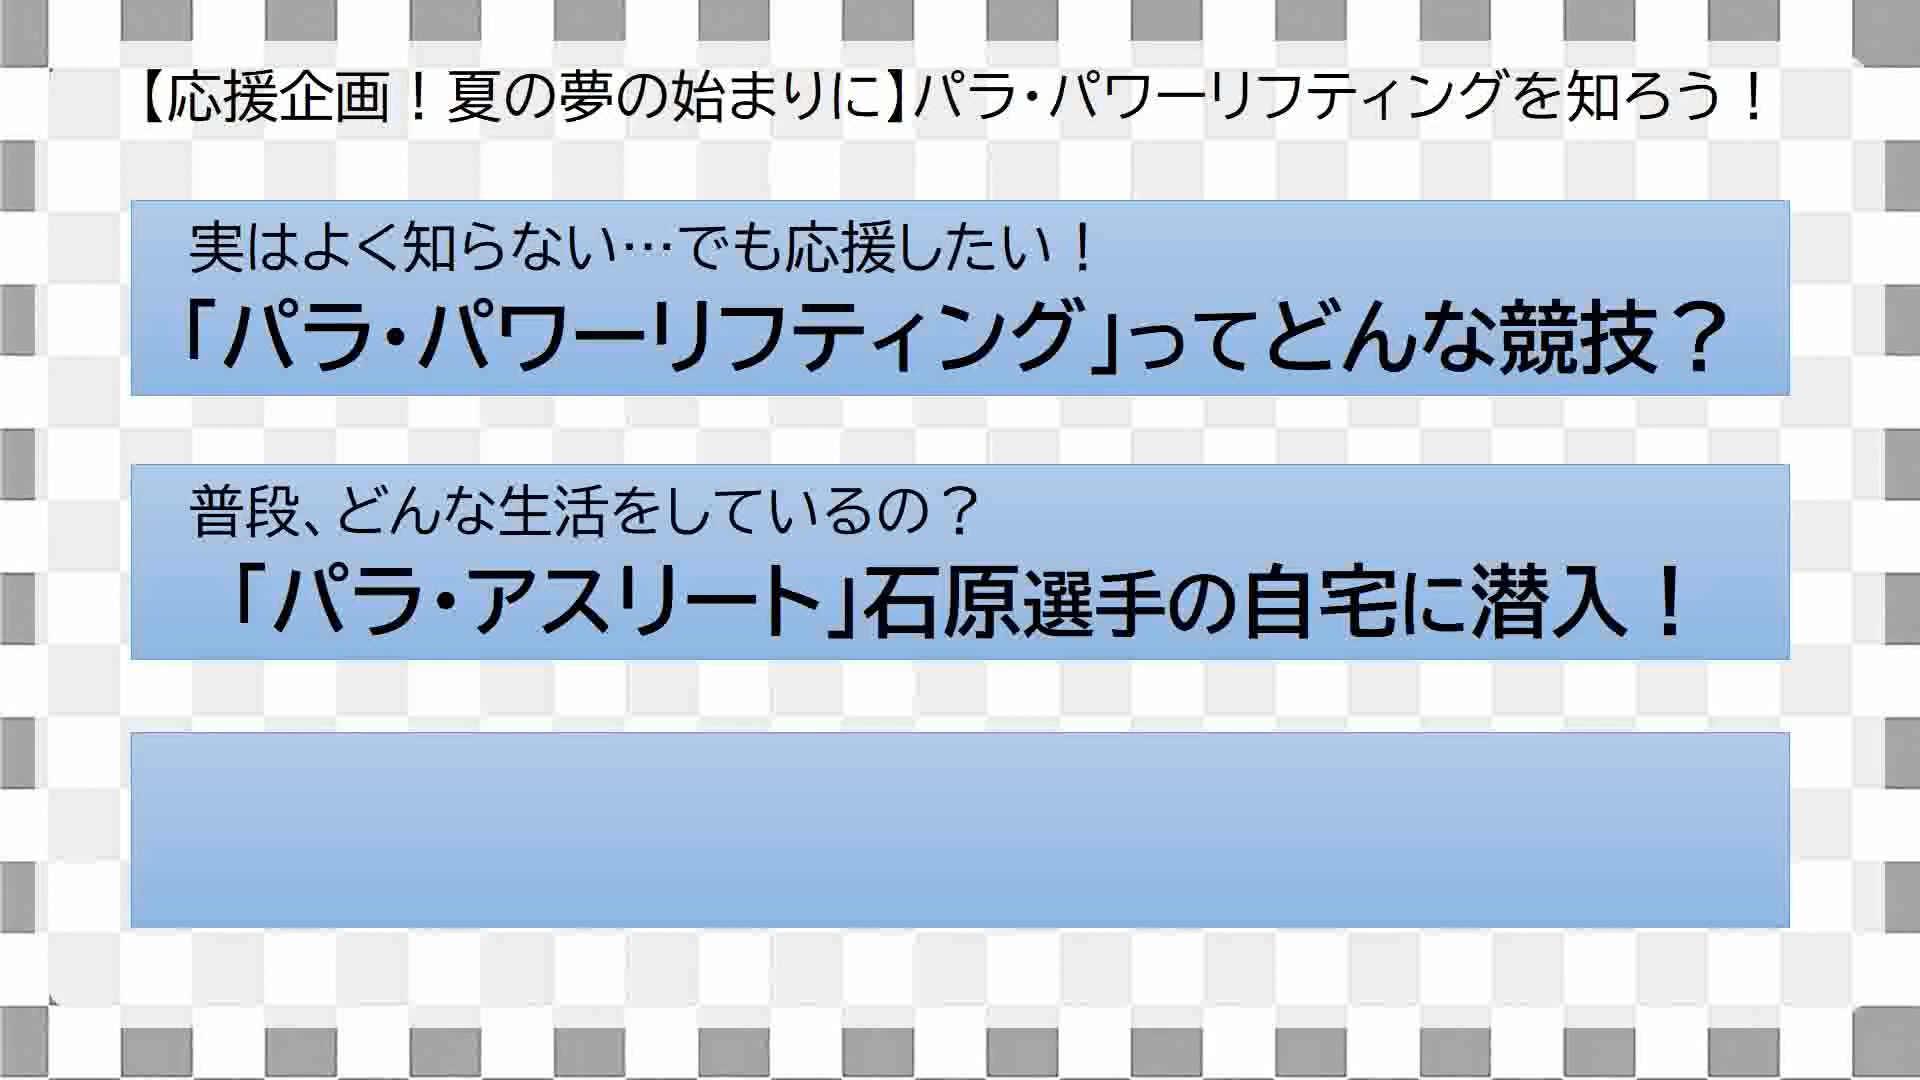 【応援企画！夏の夢の始まりに】パラ・パワーリフティングを知ろう！
実はよく知らない…でも応援したい！
「パラ・パワーリフティング」ってどんな競技？
普段、どんな生活をしているの？
「パラ・アスリート」石原選手の自宅に潜入！